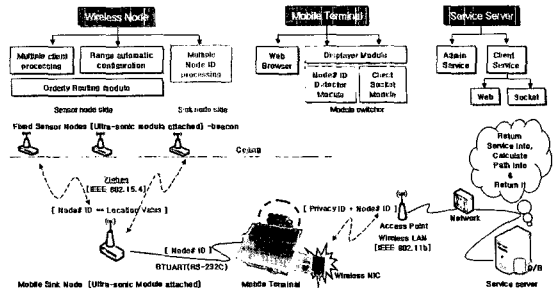 Wireless Node
Mobile Terminal
Service Server
Multiple client
processing
Range automatic
configuration
Multiple
Node ID
processing
Orderly Routing module
Sensor node side
Sink node side
Web
Browser
Displayer Module
Node# ID
Detector
Module
Client
Socket
Module
Module switcher
Admin
Service
Client
Service
Web
Socket
Fixed Sensor Nodes [Ultra-sonic module attached] -beacon
Ceiling
Zigbee
[IEEE 802.15.4]
[ Node# ID == Location Value ]
[ Node# ID ]
BTUART(RS-232C)
Mobile Sink Node [Ultra-sonic Module attached]
Mobile Terminal
[ Privacy ID + Node# ID ]
Wireless NIC
Access Point
Wireless LAN
[IEEE 802.11b]
Network
Return
Service Info,
Calculate
Path Info
& Return it
D/B
Service server